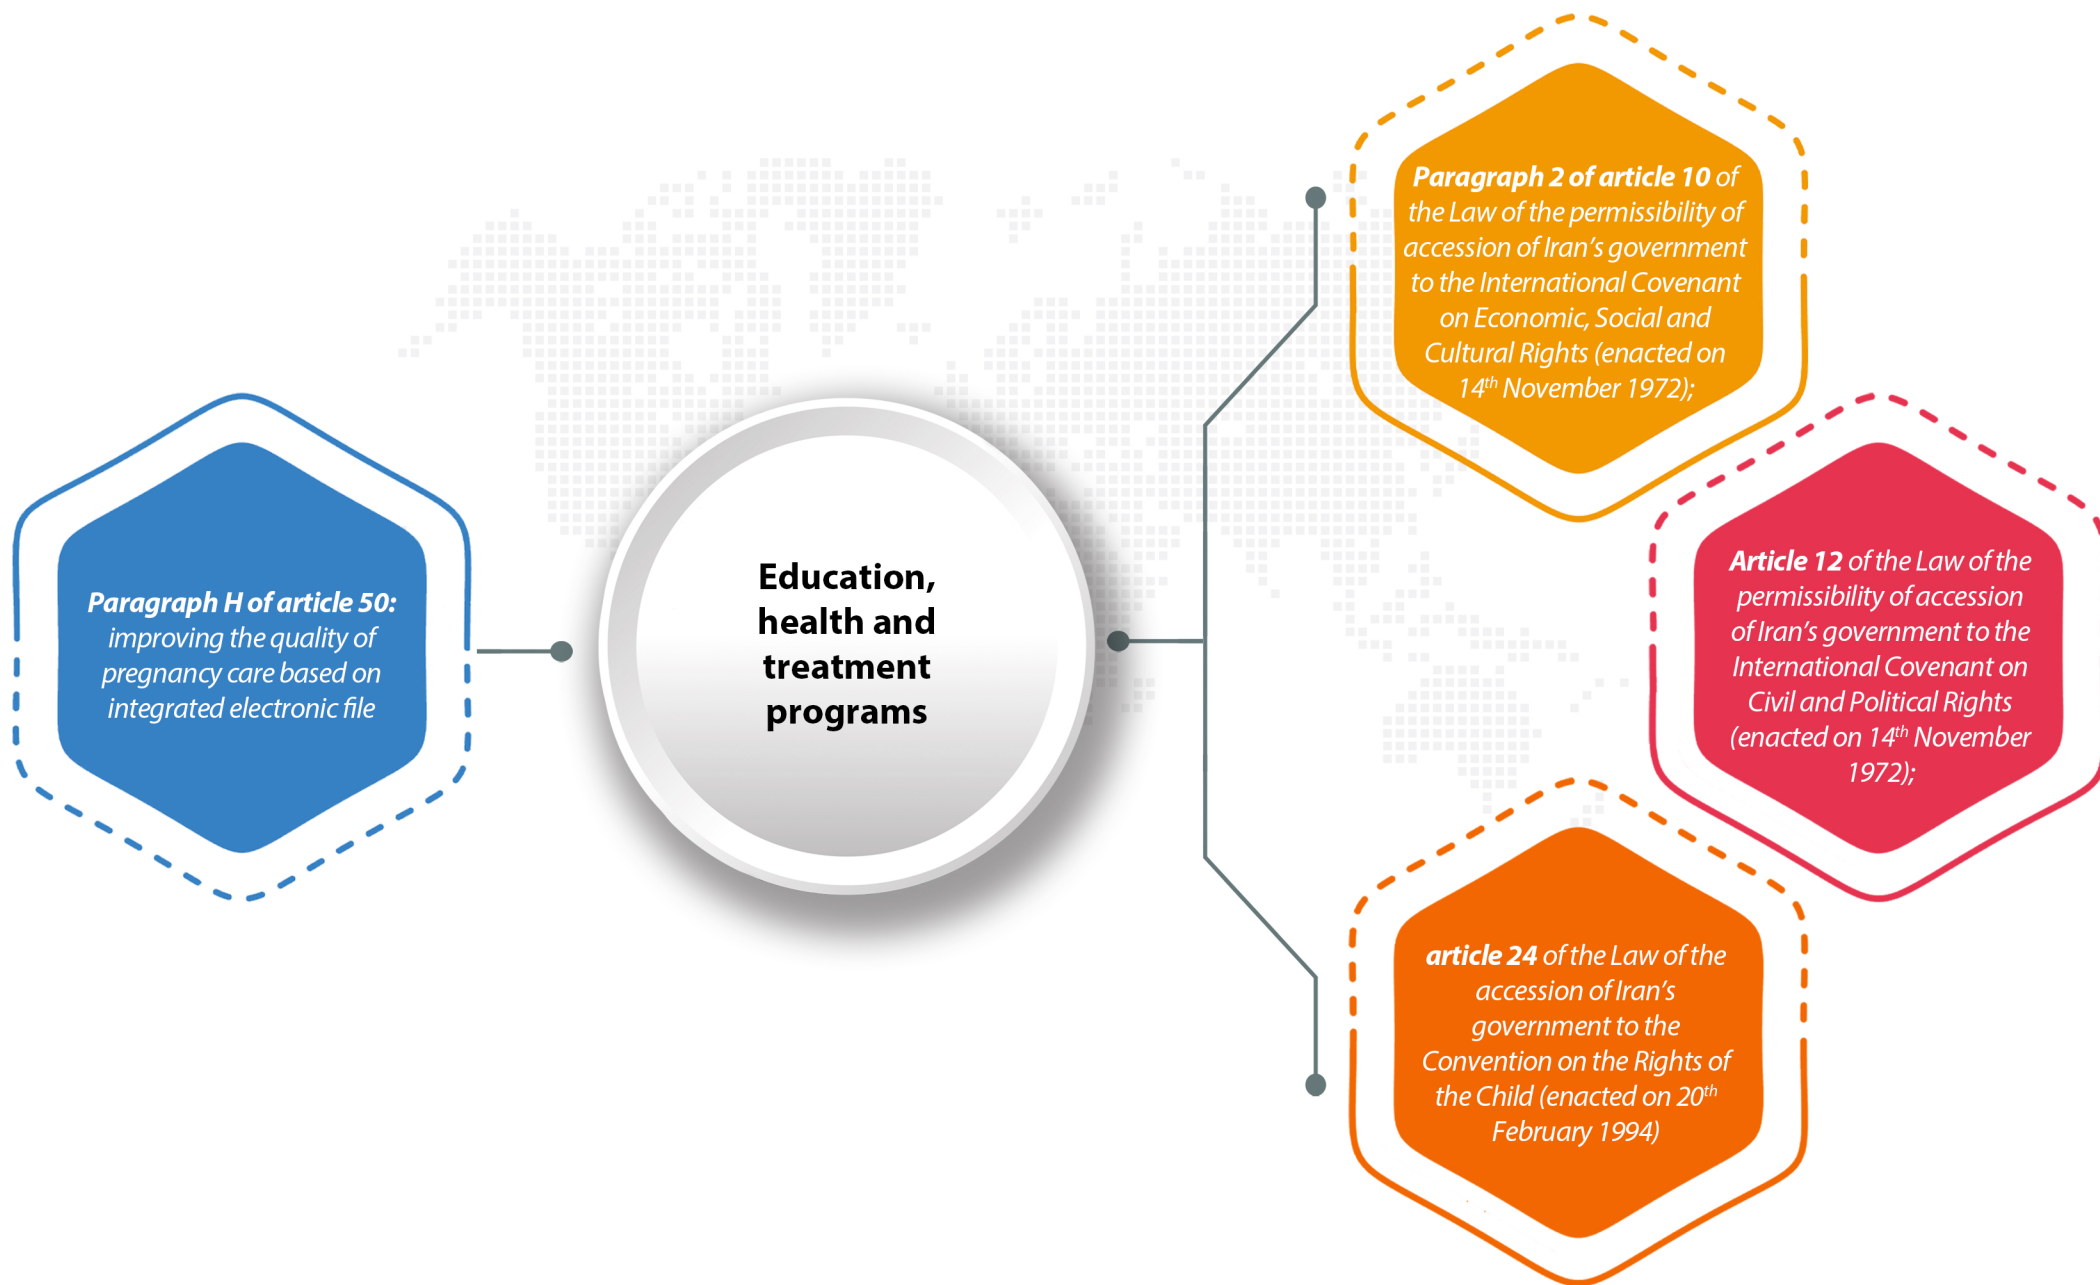 Paragraph H of article 50:
improving the quality of
pregnancy care based on
integrated electronic file
Education,
health and
treatment
programs
Paragraph 2 of article 10 of
the Law of the permissibility of
accession of Iran's government
to the International Covenant
on Economic, Social and
Cultural Rights (enacted on
14th November 1972);
Article 12 of the Law of the
permissibility of accession
of Iran's government to the
International Covenant on
Civil and Political Rights
(enacted on 14th November
1972);
article 24 of the Law of the
accession of Iran's
government to the
Convention on the Rights of
the Child (enacted on 20th
February 1994)